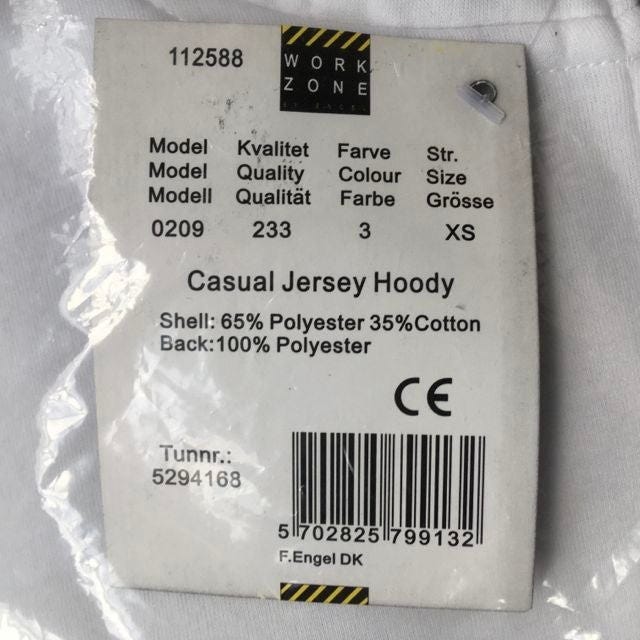 112588
WORK
ZONE
BY ENGEL
Model Kvalitet Farve Str.
Model Quality Colour Size
Modell Qualität Farbe Grösse
0209 233 3 XS
Casual Jersey Hoody
Shell: 65% Polyester 35%Cotton
Back:100% Polyester
CE
Tunnr.:
5294168
5 702825 799132
F.Engel DK